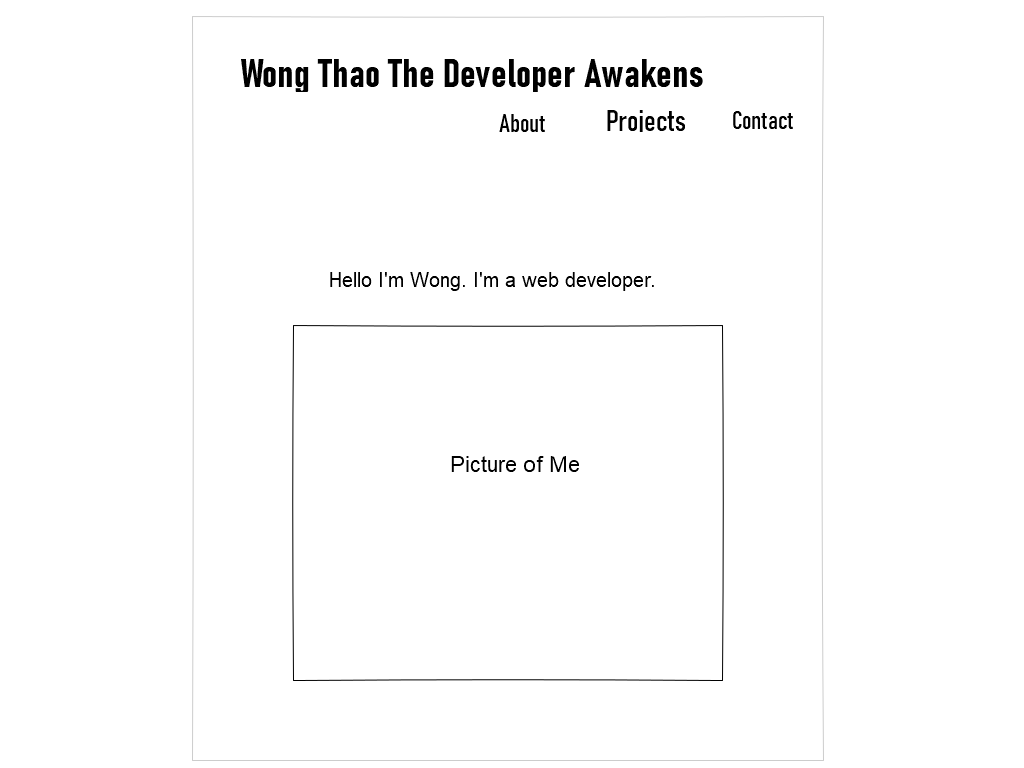 Wong Thao The Developer Awakens
About Projects Contact
Hello I'm Wong. I'm a web developer.
Picture of Me